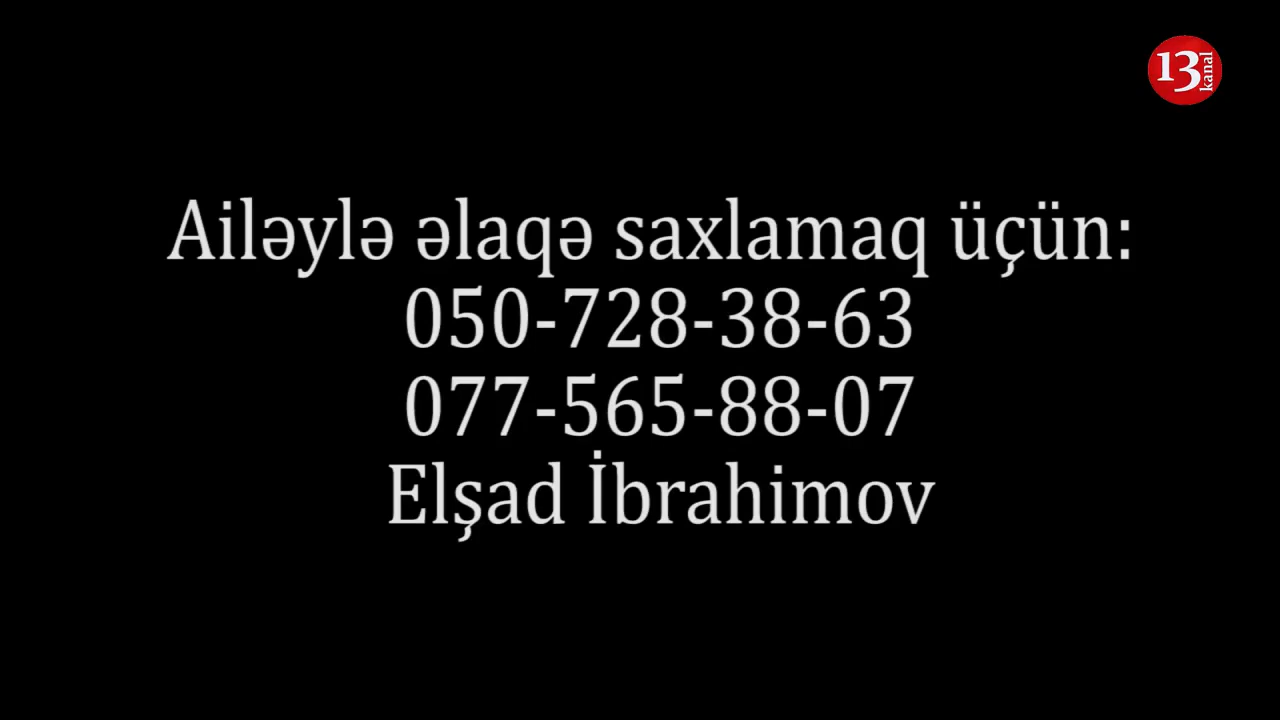 13 kanal
Ailəylə əlaqə saxlamaq üçün:
050-728-38-63
077-565-88-07
Elşad İbrahimov